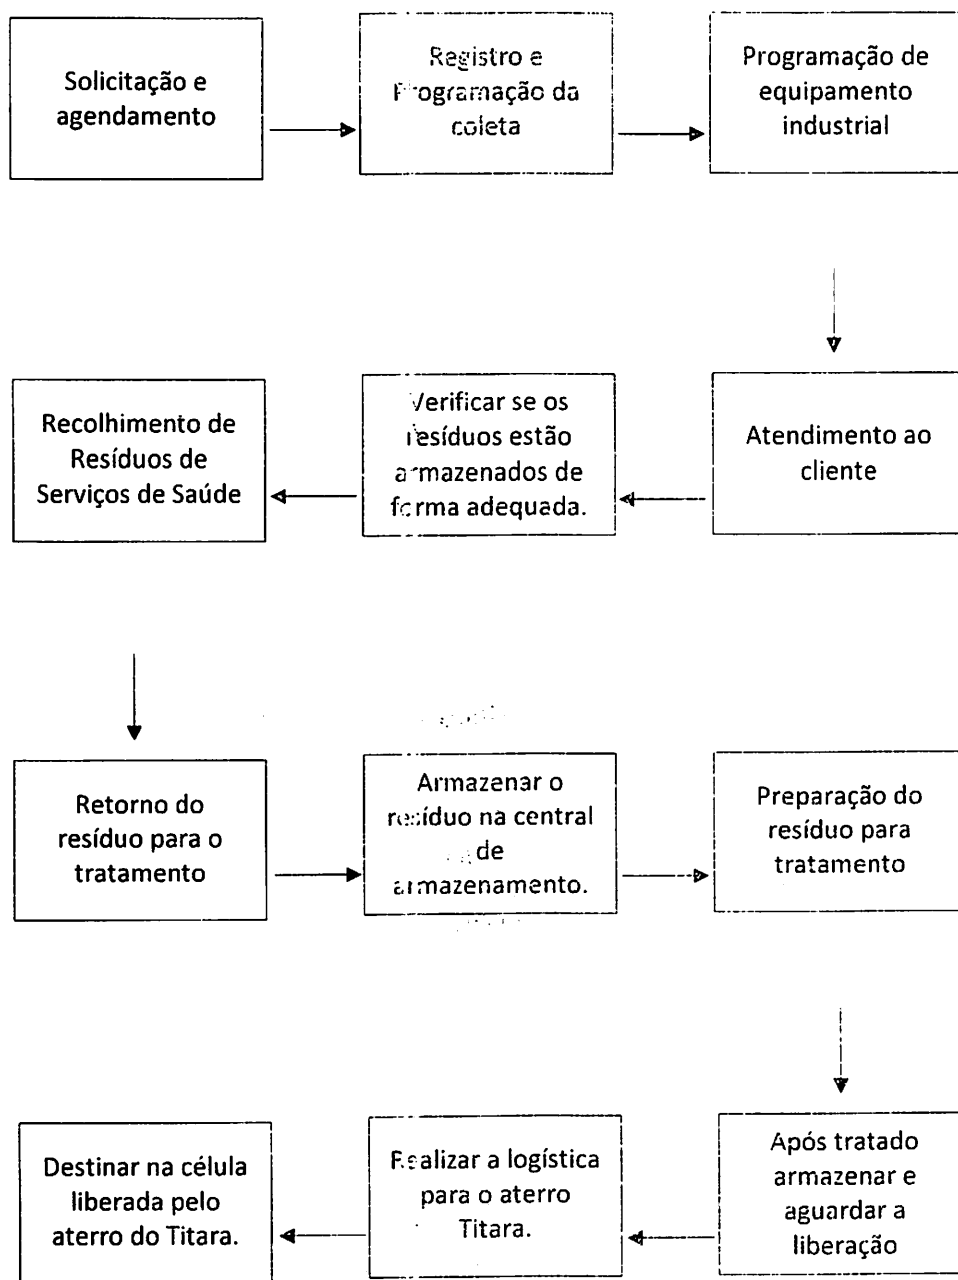 Solicitação e
agendamento
Registro e
Programação da
coleta
Programação de
equipamento
industrial
Recolhimento de
Resíduos de
Serviços de Saúde
Verificar se os
resíduos estão
armazenados de
forma adequada.
Atendimento ao
cliente
Retorno do
resíduo para o
tratamento
Armazenar o
resíduo na central
de
armazenamento.
Preparação do
resíduo para
tratamento
Destinar na célula
liberada pelo
aterro do Titara.
Realizar a logística
para o aterro
Titara.
Após tratado
armazenar e
aguardar a
liberação